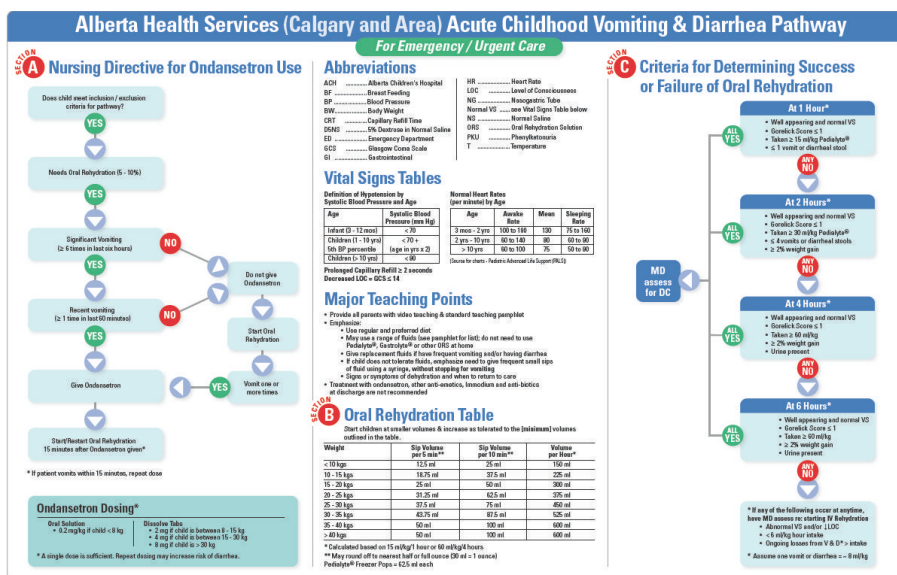 Alberta Health Services (Calgary and Area) Acute Childhood Vomiting & Diarrhea Pathway
For Emergency / Urgent Care
SECTION A Nursing Directive for Ondansetron Use
Does child meet inclusion / exclusion
criteria for pathway?
YES
Needs Oral Rehydration (5 - 10%)
YES
Significant Vomiting
(≥ 6 times in last six hours)
NO
YES
Recent vomiting
(≥ 1 time in last 60 minutes)
NO
YES
Do not give
Ondansetron
Start Oral
Rehydration
Vomit one or
more times
YES
Give Ondansetron
Start/Restart Oral Rehydration
15 minutes after Ondansetron given*
* If patient vomits within 15 minutes, repeat dose
Ondansetron Dosing*
Oral Solution
• 0.2 mg/kg if child < 8 kg
Dissolve Tabs
• 2 mg if child is between 8 - 15 kg
• 4 mg if child is between 15 - 30 kg
• 8 mg if child is > 30 kg
* A single dose is sufficient. Repeat dosing may increase risk of diarrhea.
Abbreviations
ACH ............. Alberta Children's Hospital
BF ............. Breast Feeding
BP ............. Blood Pressure
BW ............. Body Weight
CRT ............. Capillary Refill Time
D5NS ............. 5% Dextrose in Normal Saline
ED ............. Emergency Department
GCS ............. Glasgow Coma Scale
GI ............. Gastrointestinal
HR ............. Heart Rate
LOC ............. Level of Consciousness
NG ............. Nasogastric Tube
Normal VS ...... see Vital Signs Table below
NS ............. Normal Saline
ORS ............. Oral Rehydration Solution
PKU ............. Phenylketonuria
T ............. Temperature
Vital Signs Tables
Definition of Hypotension by
Systolic Blood Pressure and Age
Age Systolic Blood Pressure (mm Hg)
Infant (3 - 12 mos) < 70
Children (1 - 10 yrs) < 70 +
5th BP percentile (age in yrs x 2)
Children (> 10 yrs) < 90
Prolonged Capillary Refill ≥ 2 seconds
Decreased LOC = GCS ≤ 14
Normal Heart Rates
(per minute) by Age
Age Awake Rate Mean Sleeping Rate
3 mos - 2 yrs 100 to 190 130 75 to 160
2 yrs - 10 yrs 60 to 140 80 60 to 90
> 10 yrs 60 to 100 75 50 to 90
(Source for charts - Pediatric Advanced Life Support (PALS))
Major Teaching Points
• Provide all parents with video teaching & standard teaching pamphlet
• Emphasize:
• Use regular and preferred diet
• May use a range of fluids (see pamphlet for list); do not need to use
Pedialyte®, Gastrolyte® or other ORS at home
• Give replacement fluids if have frequent vomiting and/or having diarrhea
• If child does not tolerate fluids, emphasize need to give frequent small sips
of fluid using a syringe, without stopping for vomiting
• Signs or symptoms of dehydration and when to return to care
• Treatment with ondansetron, other anti-emetics, Immodium and anti-biotics
at discharge are not recommended
SECTION B Oral Rehydration Table
Start children at smaller volumes & increase as tolerated to the [minimum] volumes
outlined in the table.
Weight Sip Volume per 5 min** Sip Volume per 10 min** Volume per Hour*
< 10 kgs 12.5 ml 25 ml 150 ml
10 - 15 kgs 18.75 ml 37.5 ml 225 ml
15 - 20 kgs 25 ml 50 ml 300 ml
20 - 25 kgs 31.25 ml 62.5 ml 375 ml
25 - 30 kgs 37.5 ml 75 ml 450 ml
30 - 35 kgs 43.75 ml 87.5 ml 525 ml
35 - 40 kgs 50 ml 100 ml 600 ml
> 40 kgs 50 ml 100 ml 600 ml
* Calculated based on 15 ml/kg/1 hour or 60 ml/kg/4 hours
** May round off to nearest half or full ounce (30 ml = 1 ounce)
Pedialyte® Freezer Pops = 62.5 ml each
SECTION C Criteria for Determining Success
or Failure of Oral Rehydration
MD
assess
for DC
At 1 Hour*
• Well appearing and normal VS
• Gorelick Score ≤ 1
• Taken ≥ 15 ml/kg Pedialyte®
• ≤ 1 vomit or diarrheal stool
ALL YES
ANY NO
At 2 Hours*
• Well appearing and normal VS
• Gorelick Score ≤ 1
• Taken ≥ 30 ml/kg Pedialyte®
• ≤ 4 vomits or diarrheal stools
• ≥ 2% weight gain
ALL YES
ANY NO
At 4 Hours*
• Well appearing and normal VS
• Gorelick Score ≤ 1
• Taken ≥ 60 ml/kg
• ≥ 2% weight gain
• Urine present
ALL YES
ANY NO
At 6 Hours*
• Well appearing and normal VS
• Gorelick Score ≤ 1
• Taken ≥ 60 ml/kg
• ≥ 2% weight gain
• Urine present
ALL YES
ANY NO
* If any of the following occur at anytime,
have MD assess re: starting IV Rehydration
• Abnormal VS and/or ↓LOC
• < 5 ml/kg/hour intake
• Ongoing losses from V & D* > intake
* Assume one vomit or diarrhea = ~ 8 ml/kg